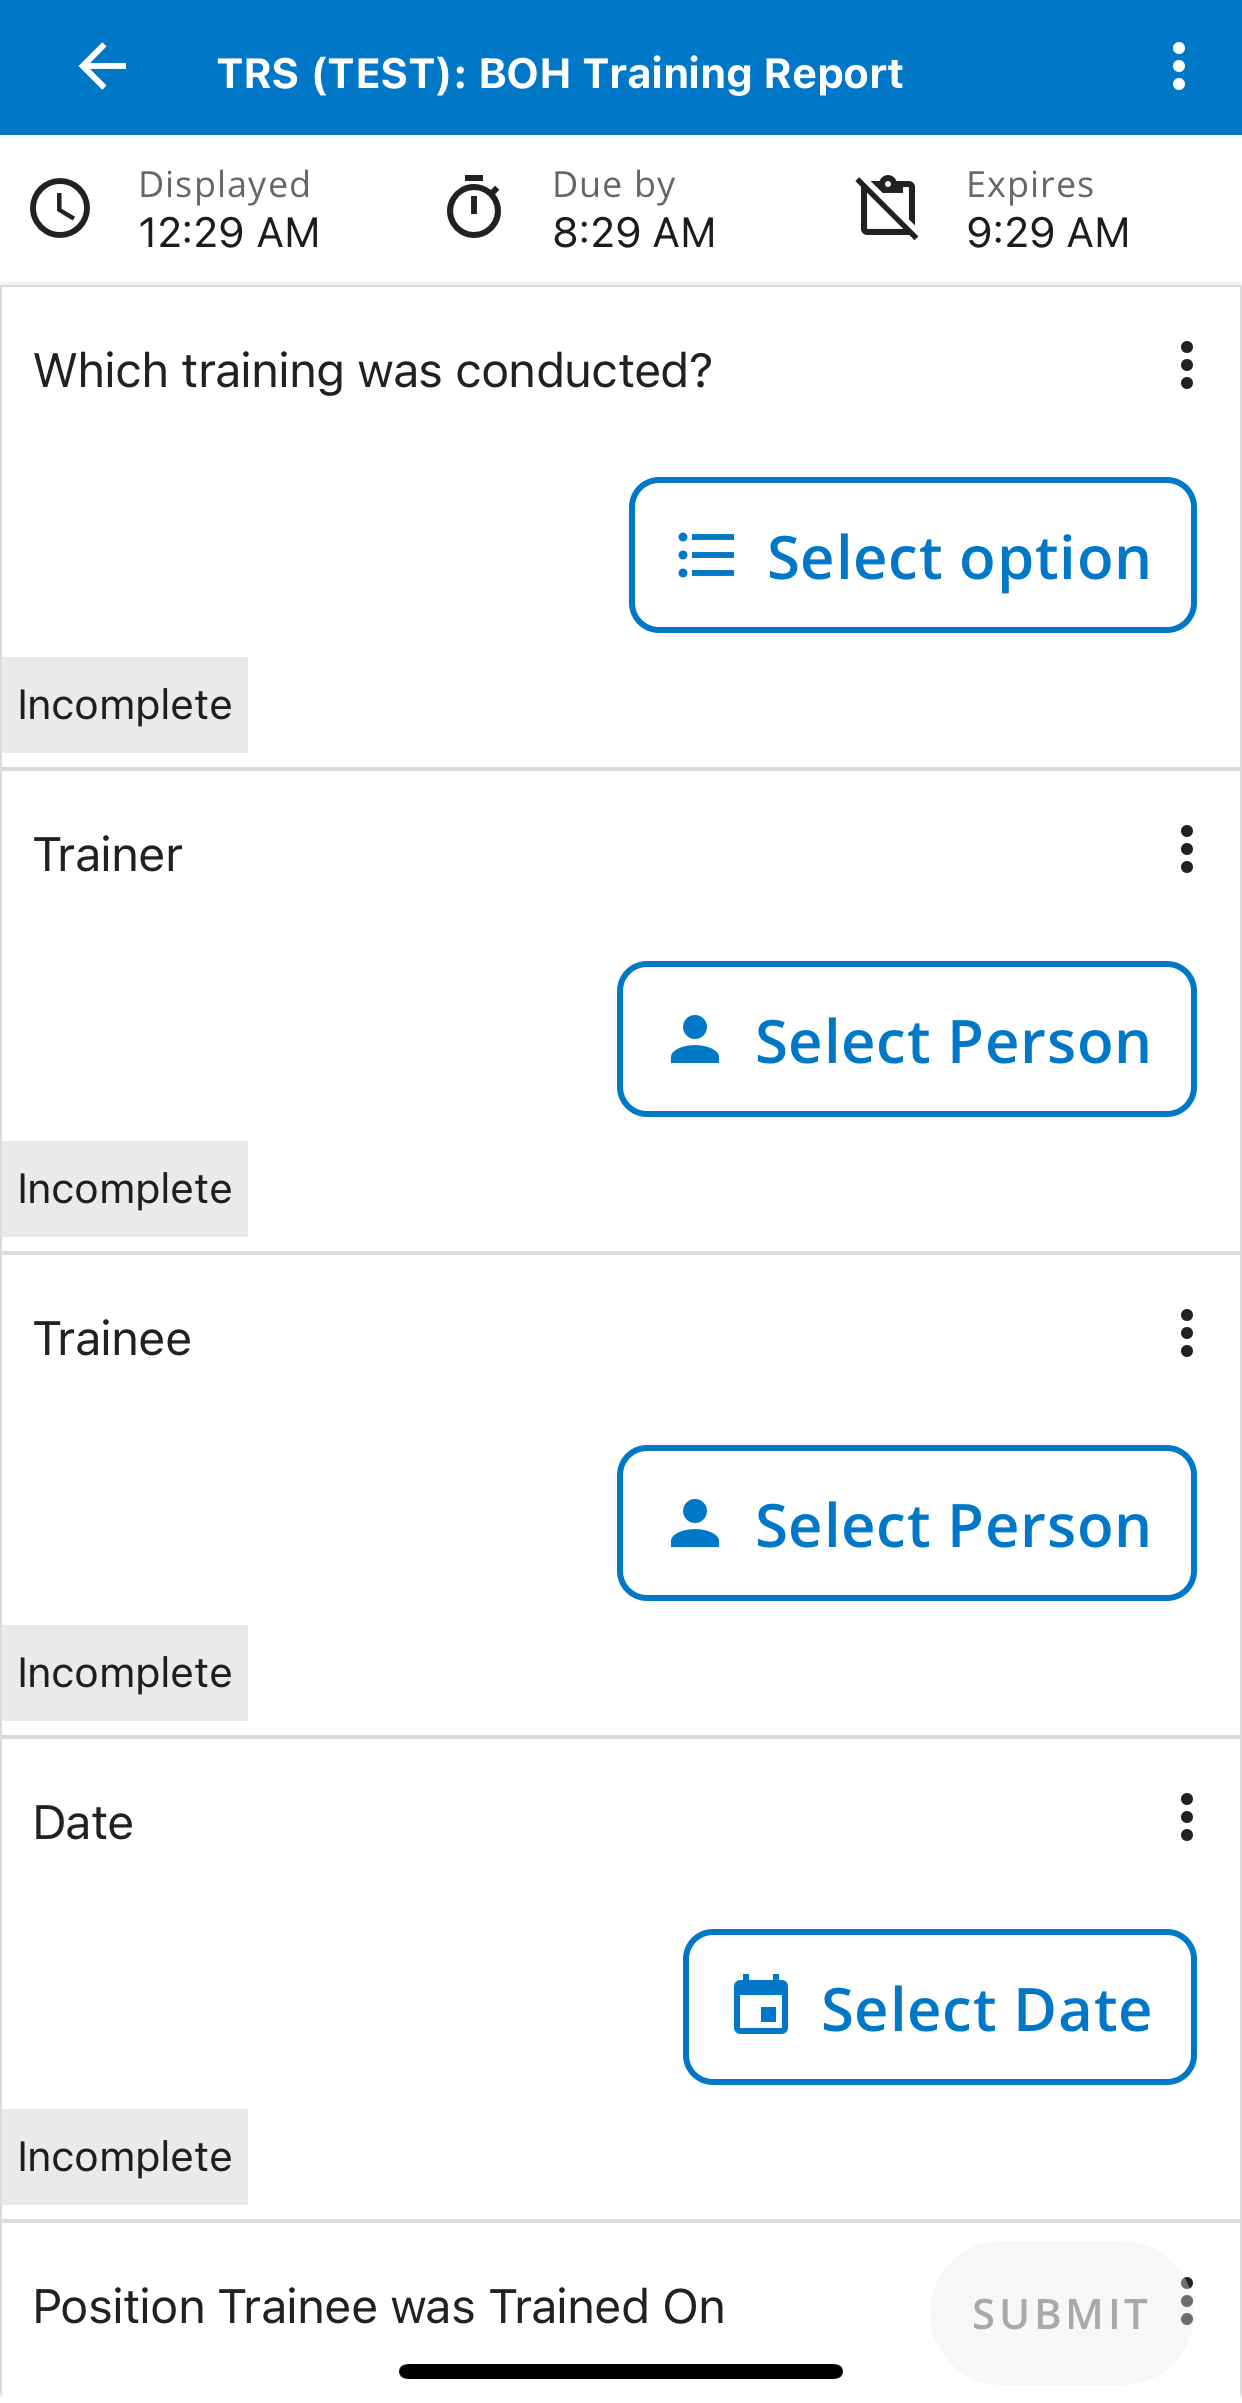 TRS (TEST): BOH Training Report
Displayed
12:29 AM
Due by
8:29 AM
Expires
9:29 AM
Which training was conducted?
Select option
Incomplete
Trainer
Select Person
Incomplete
Trainee
Select Person
Incomplete
Date
Select Date
Incomplete
Position Trainee was Trained On
SUBMIT